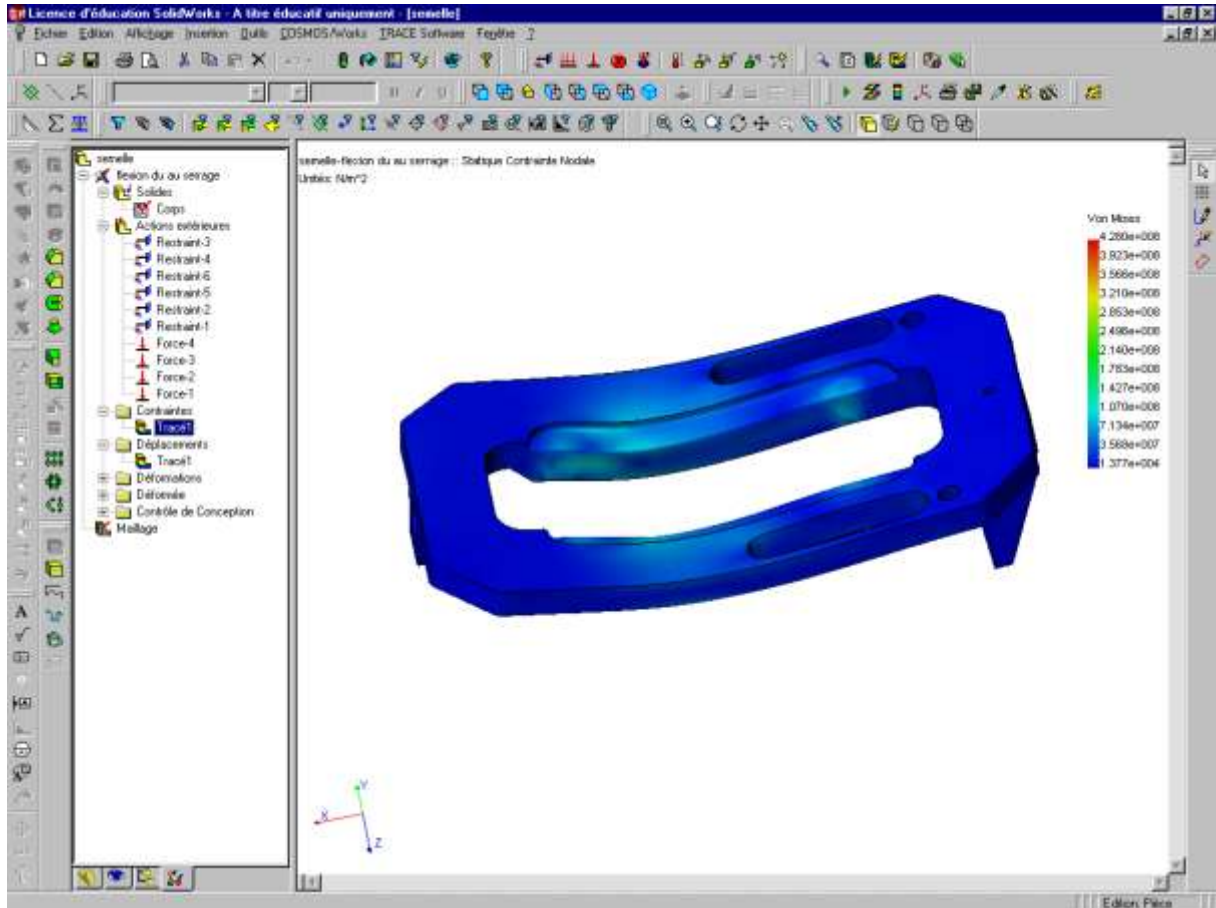 Licence d'éducation SolidWorks - A titre éducatif uniquement - [semelle]
Fichier Edition Affichage Insertion Outils COSMOS/Works TRACE Software Fenêtre ?
semelle
flexion du au serrage
Solides
Corps
Actions extérieures
Restraint-3
Restraint-4
Restraint-6
Restraint-5
Restraint-2
Restraint-1
Force-4
Force-3
Force-2
Force-1
Contraintes
Tracé1
Déplacements
Tracé1
Déformations
Déformée
Contrôle de Conception
Maillage
semelle-flexion du au serrage :: Statique Contrainte Nodale
Unités: N/m^2
Von Mises
4.280e+008
3.923e+008
3.566e+008
3.210e+008
2.853e+008
2.496e+008
2.140e+008
1.783e+008
1.427e+008
1.070e+008
7.134e+007
3.568e+007
1.377e+004
Y
X
Z
A
Edition: Pièce